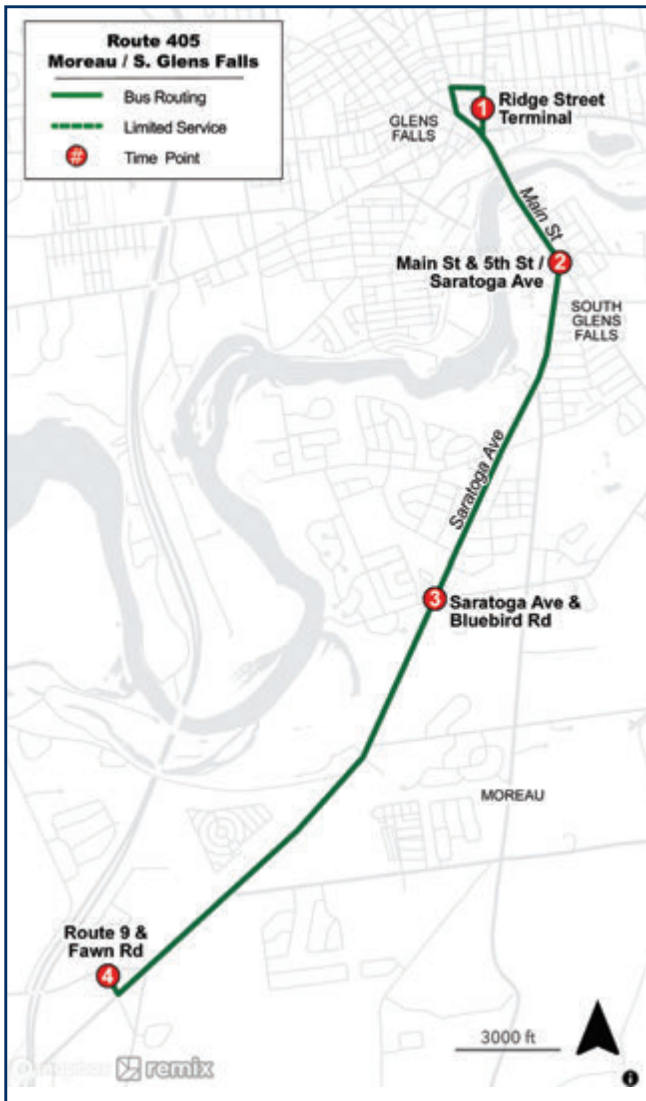 Route 405
Moreau / S. Glens Falls
Bus Routing
Limited Service
# Time Point
1 Ridge Street
Terminal
GLENS
FALLS
Main St
Main St & 5th St /
Saratoga Ave
2
SOUTH
GLENS
FALLS
Saratoga Ave
3 Saratoga Ave &
Bluebird Rd
MOREAU
Route 9 &
Fawn Rd
4
3000 ft
mapbox remix
i